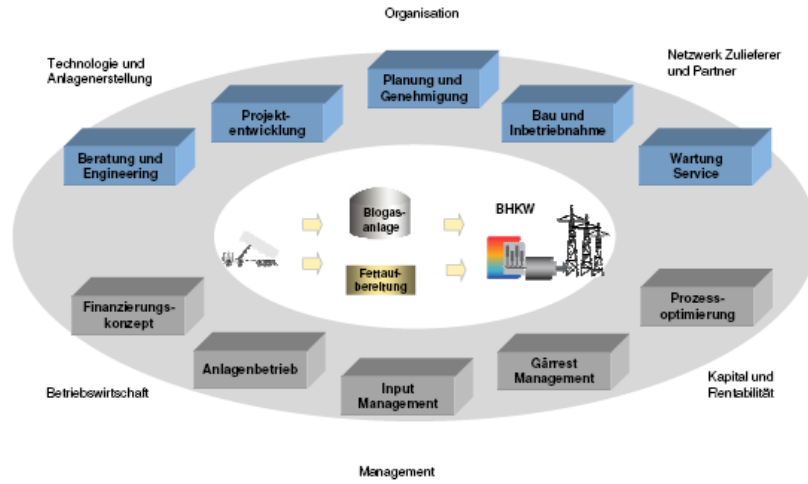 Organisation
Technologie und
Anlagenerstellung
Netzwerk Zulieferer
und Partner
Planung und
Genehmigung
Projekt-
entwicklung
Bau und
Inbetriebnahme
Beratung und
Engineering
Wartung
Service
Biogas-
anlage
BHKW
Fettauf-
bereitung
Finanzierungs-
konzept
Prozess-
optimierung
Anlagenbetrieb
Gärrest
Management
Input
Management
Betriebswirtschaft
Kapital und
Rentabilität
Management